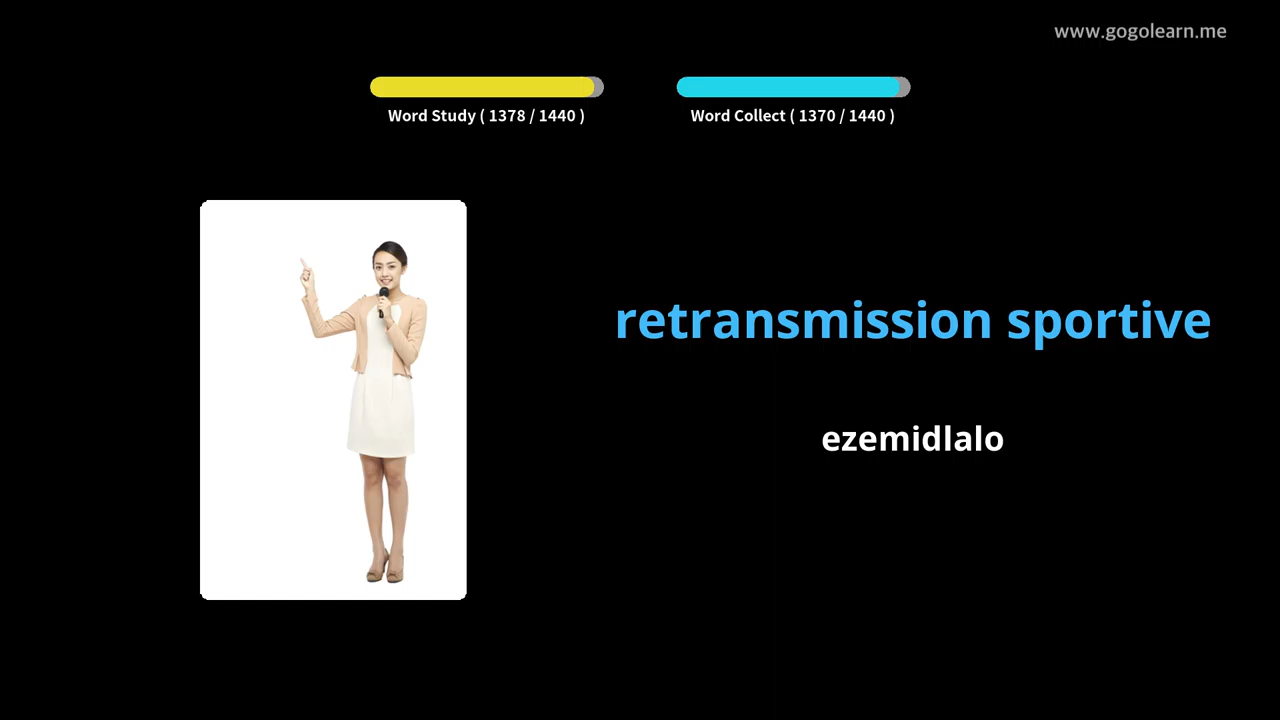 www.gogolearn.me
Word Study ( 1378 / 1440 )
Word Collect ( 1370 / 1440 )
retransmission sportive
ezemidlalo